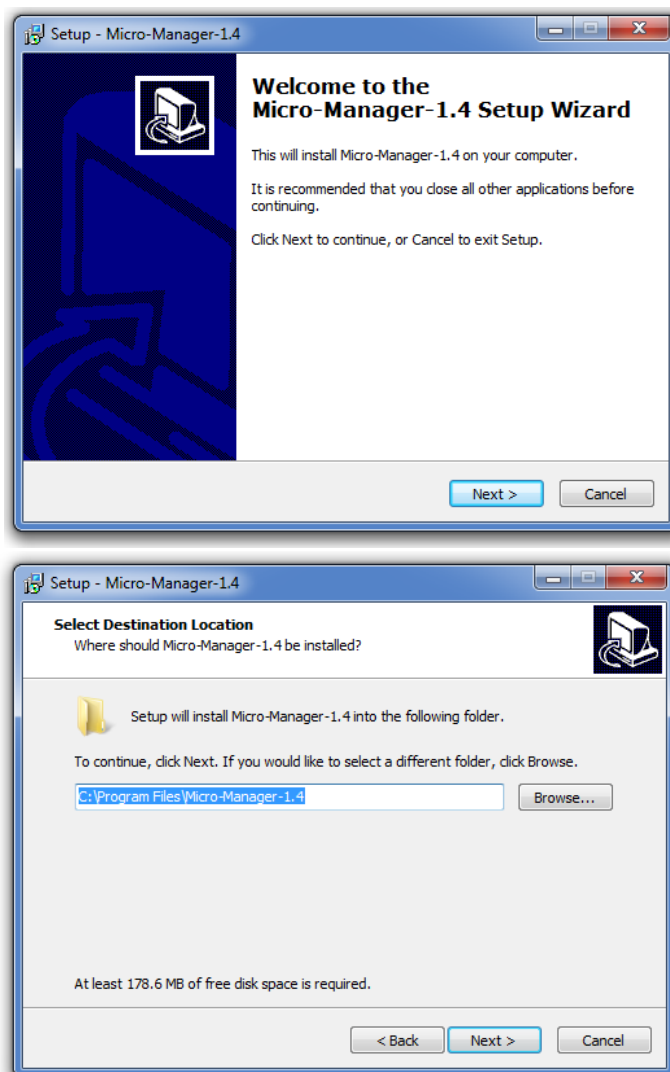 Setup - Micro-Manager-1.4
Welcome to the
Micro-Manager-1.4 Setup Wizard
This will install Micro-Manager-1.4 on your computer.
It is recommended that you close all other applications before
continuing.
Click Next to continue, or Cancel to exit Setup.
Next >
Cancel
Setup - Micro-Manager-1.4
Select Destination Location
Where should Micro-Manager-1.4 be installed?
Setup will install Micro-Manager-1.4 into the following folder.
To continue, click Next. If you would like to select a different folder, click Browse.
C:\Program Files\Micro-Manager-1.4
Browse...
At least 178.6 MB of free disk space is required.
< Back
Next >
Cancel